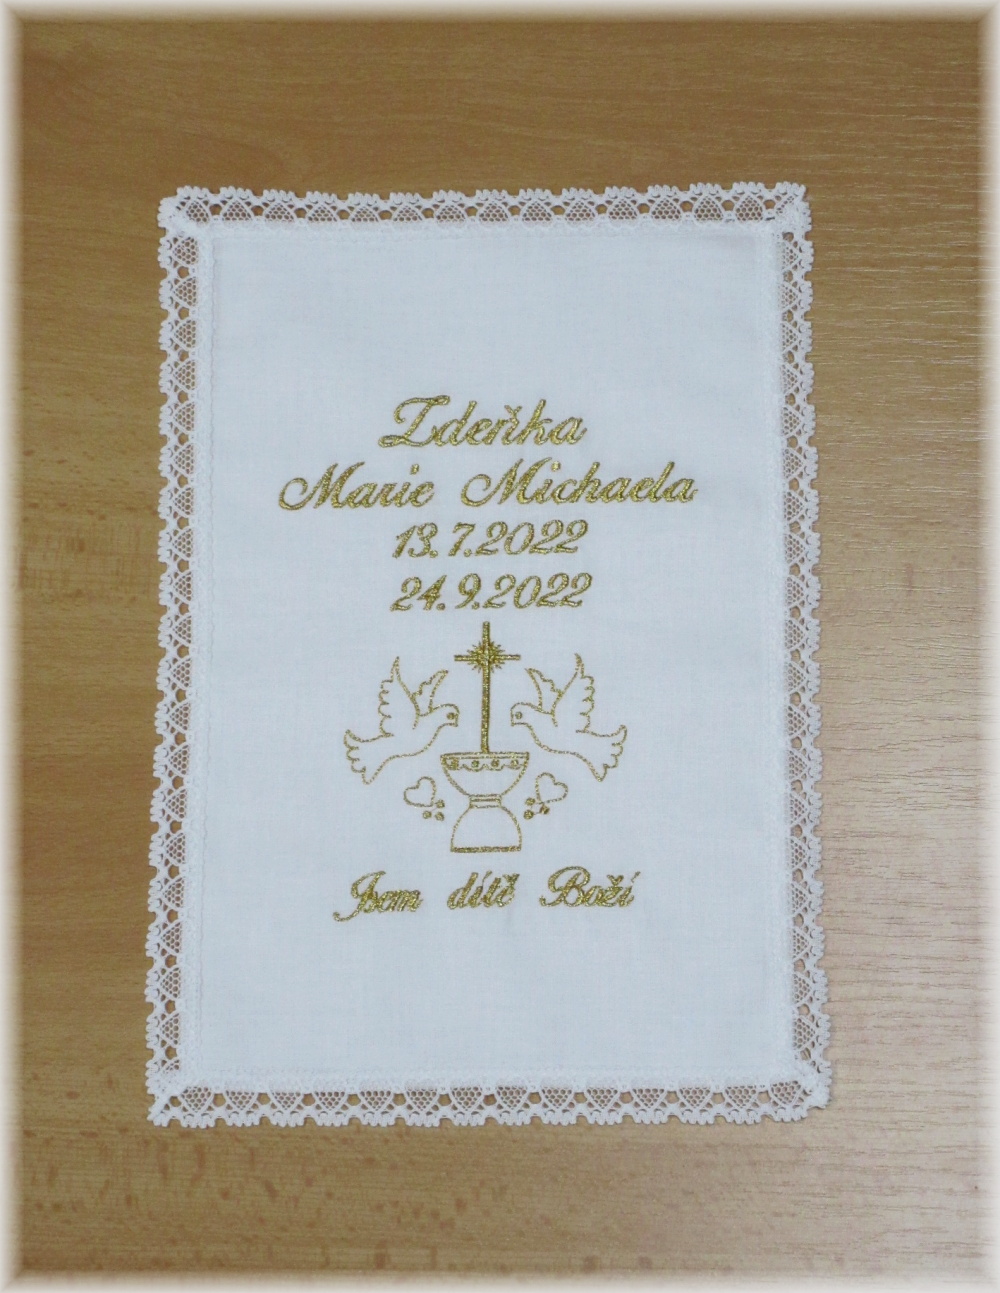 Zdeňka
Marie Michaela
13.7.2022
24.9.2022
Jsem dítě Boží